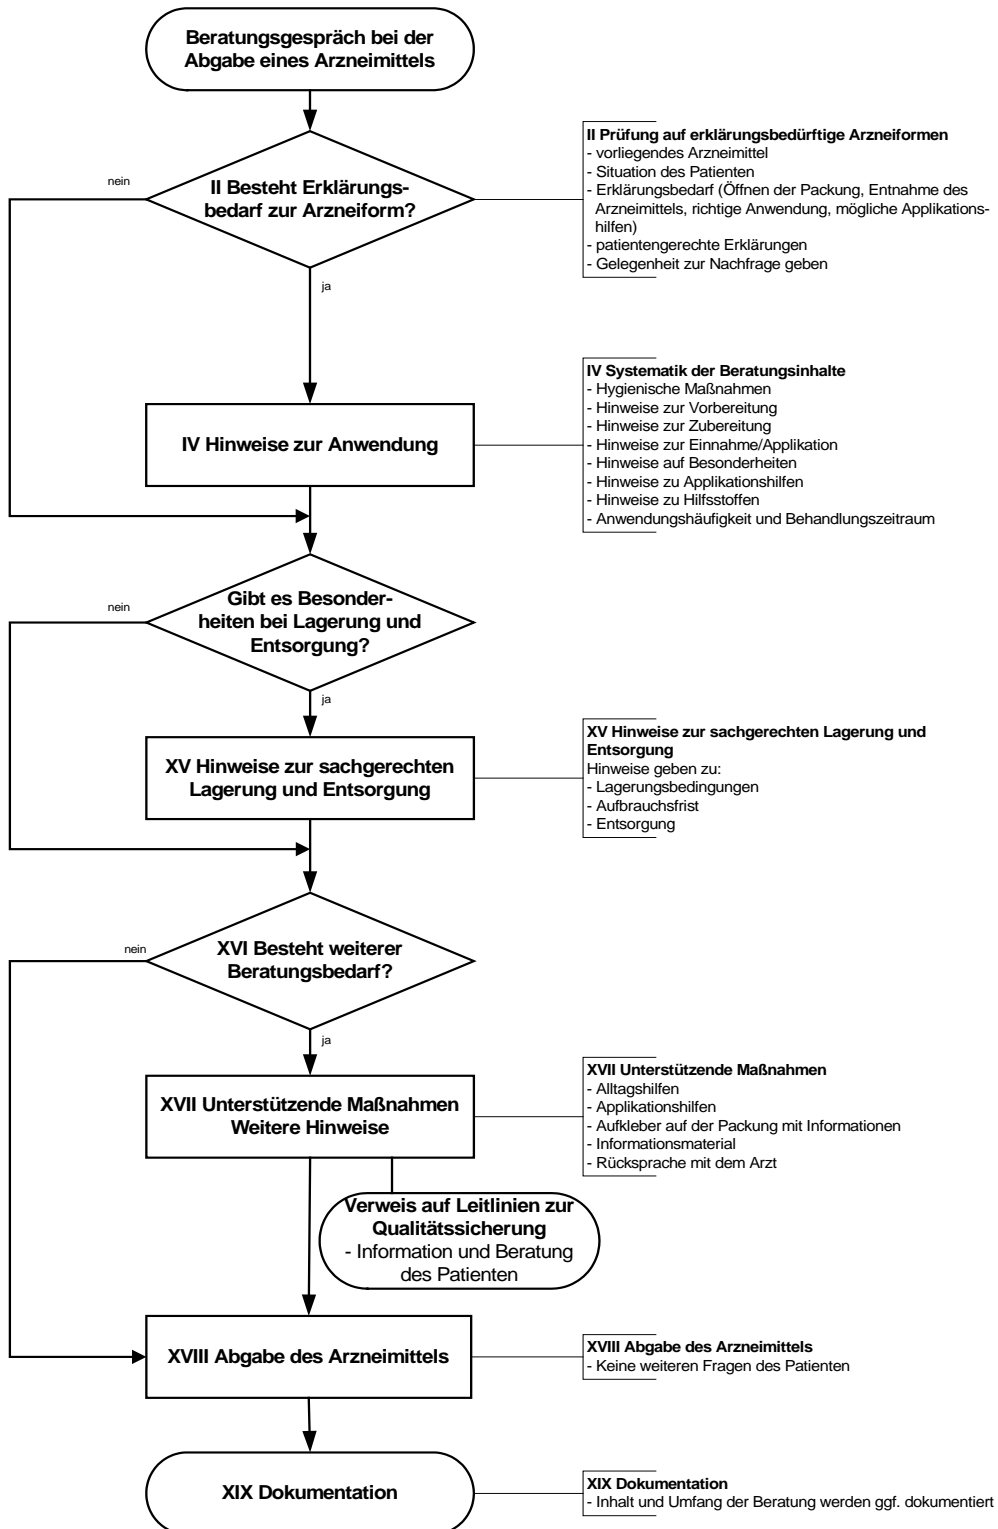 Beratungsgespräch bei der
Abgabe eines Arzneimittels
II Prüfung auf erklärungsbedürftige Arzneiformen
- vorliegendes Arzneimittel
- Situation des Patienten
- Erklärungsbedarf (Öffnen der Packung, Entnahme des
Arzneimittels, richtige Anwendung, mögliche Applikations-
hilfen)
- patientengerechte Erklärungen
- Gelegenheit zur Nachfrage geben
nein
II Besteht Erklärungs-
bedarf zur Arzneiform?
ja
IV Systematik der Beratungsinhalte
- Hygienische Maßnahmen
- Hinweise zur Vorbereitung
- Hinweise zur Zubereitung
- Hinweise zur Einnahme/Applikation
- Hinweise auf Besonderheiten
- Hinweise zu Applikationshilfen
- Hinweise zu Hilfsstoffen
- Anwendungshäufigkeit und Behandlungszeitraum
IV Hinweise zur Anwendung
nein
Gibt es Besonder-
heiten bei Lagerung und
Entsorgung?
ja
XV Hinweise zur sachgerechten Lagerung und
Entsorgung
Hinweise geben zu:
- Lagerungsbedingungen
- Aufbrauchsfrist
- Entsorgung
XV Hinweise zur sachgerechten
Lagerung und Entsorgung
nein
XVI Besteht weiterer
Beratungsbedarf?
ja
XVII Unterstützende Maßnahmen
- Alltagshilfen
- Applikationshilfen
- Aufkleber auf der Packung mit Informationen
- Informationsmaterial
- Rücksprache mit dem Arzt
XVII Unterstützende Maßnahmen
Weitere Hinweise
Verweis auf Leitlinien zur
Qualitätssicherung
- Information und Beratung
des Patienten
XVIII Abgabe des Arzneimittels
XVIII Abgabe des Arzneimittels
- Keine weiteren Fragen des Patienten
XIX Dokumentation
XIX Dokumentation
- Inhalt und Umfang der Beratung werden ggf. dokumentiert